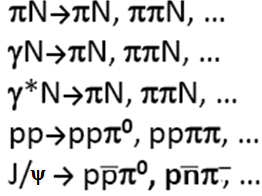 πN→πN, ππN, ...
γN→πN, ππN, ...
γ*N→πN, ππN, ...
pp→ppπ⁰, ppππ, ...
J/ψ → pp̅π⁰, pn̅π⁻, ...